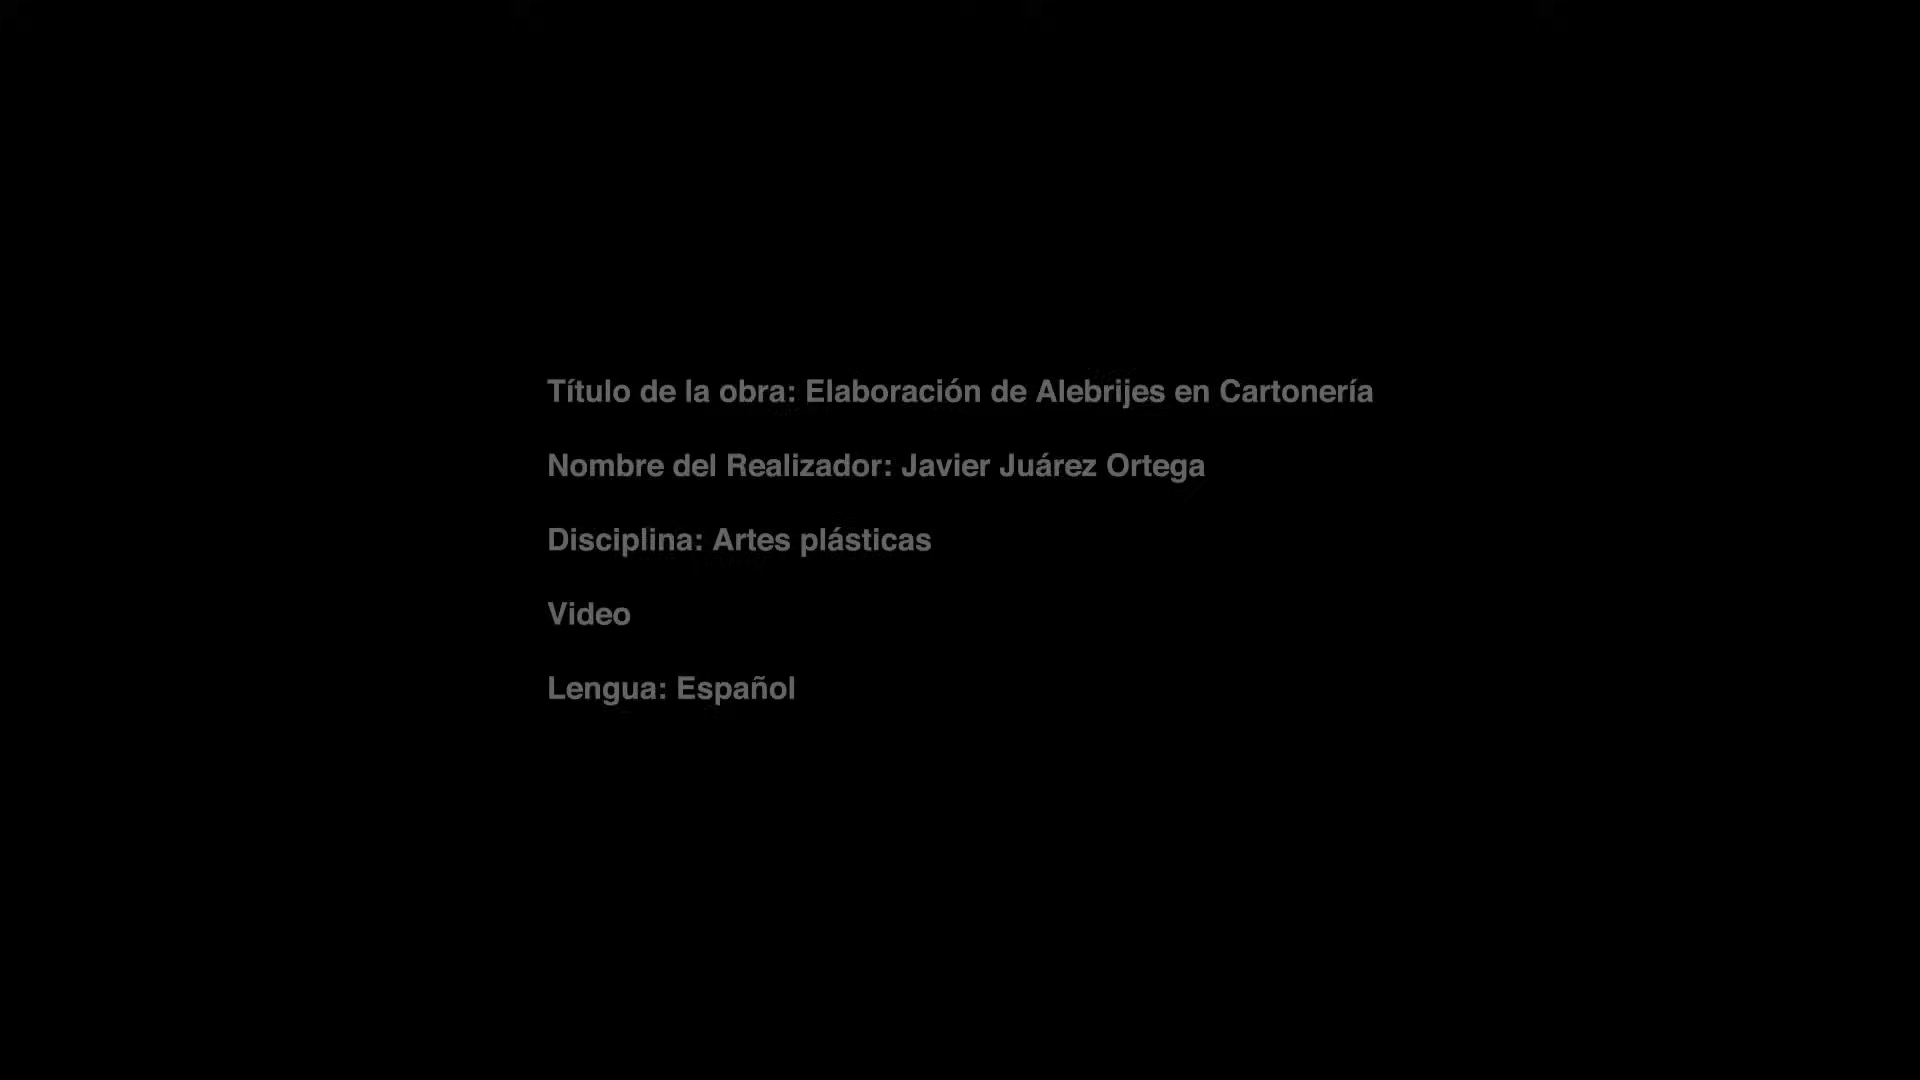 Título de la obra: Elaboración de Alebrijes en Cartonería
Nombre del Realizador: Javier Juárez Ortega
Disciplina: Artes plásticas
Video
Lengua: Español